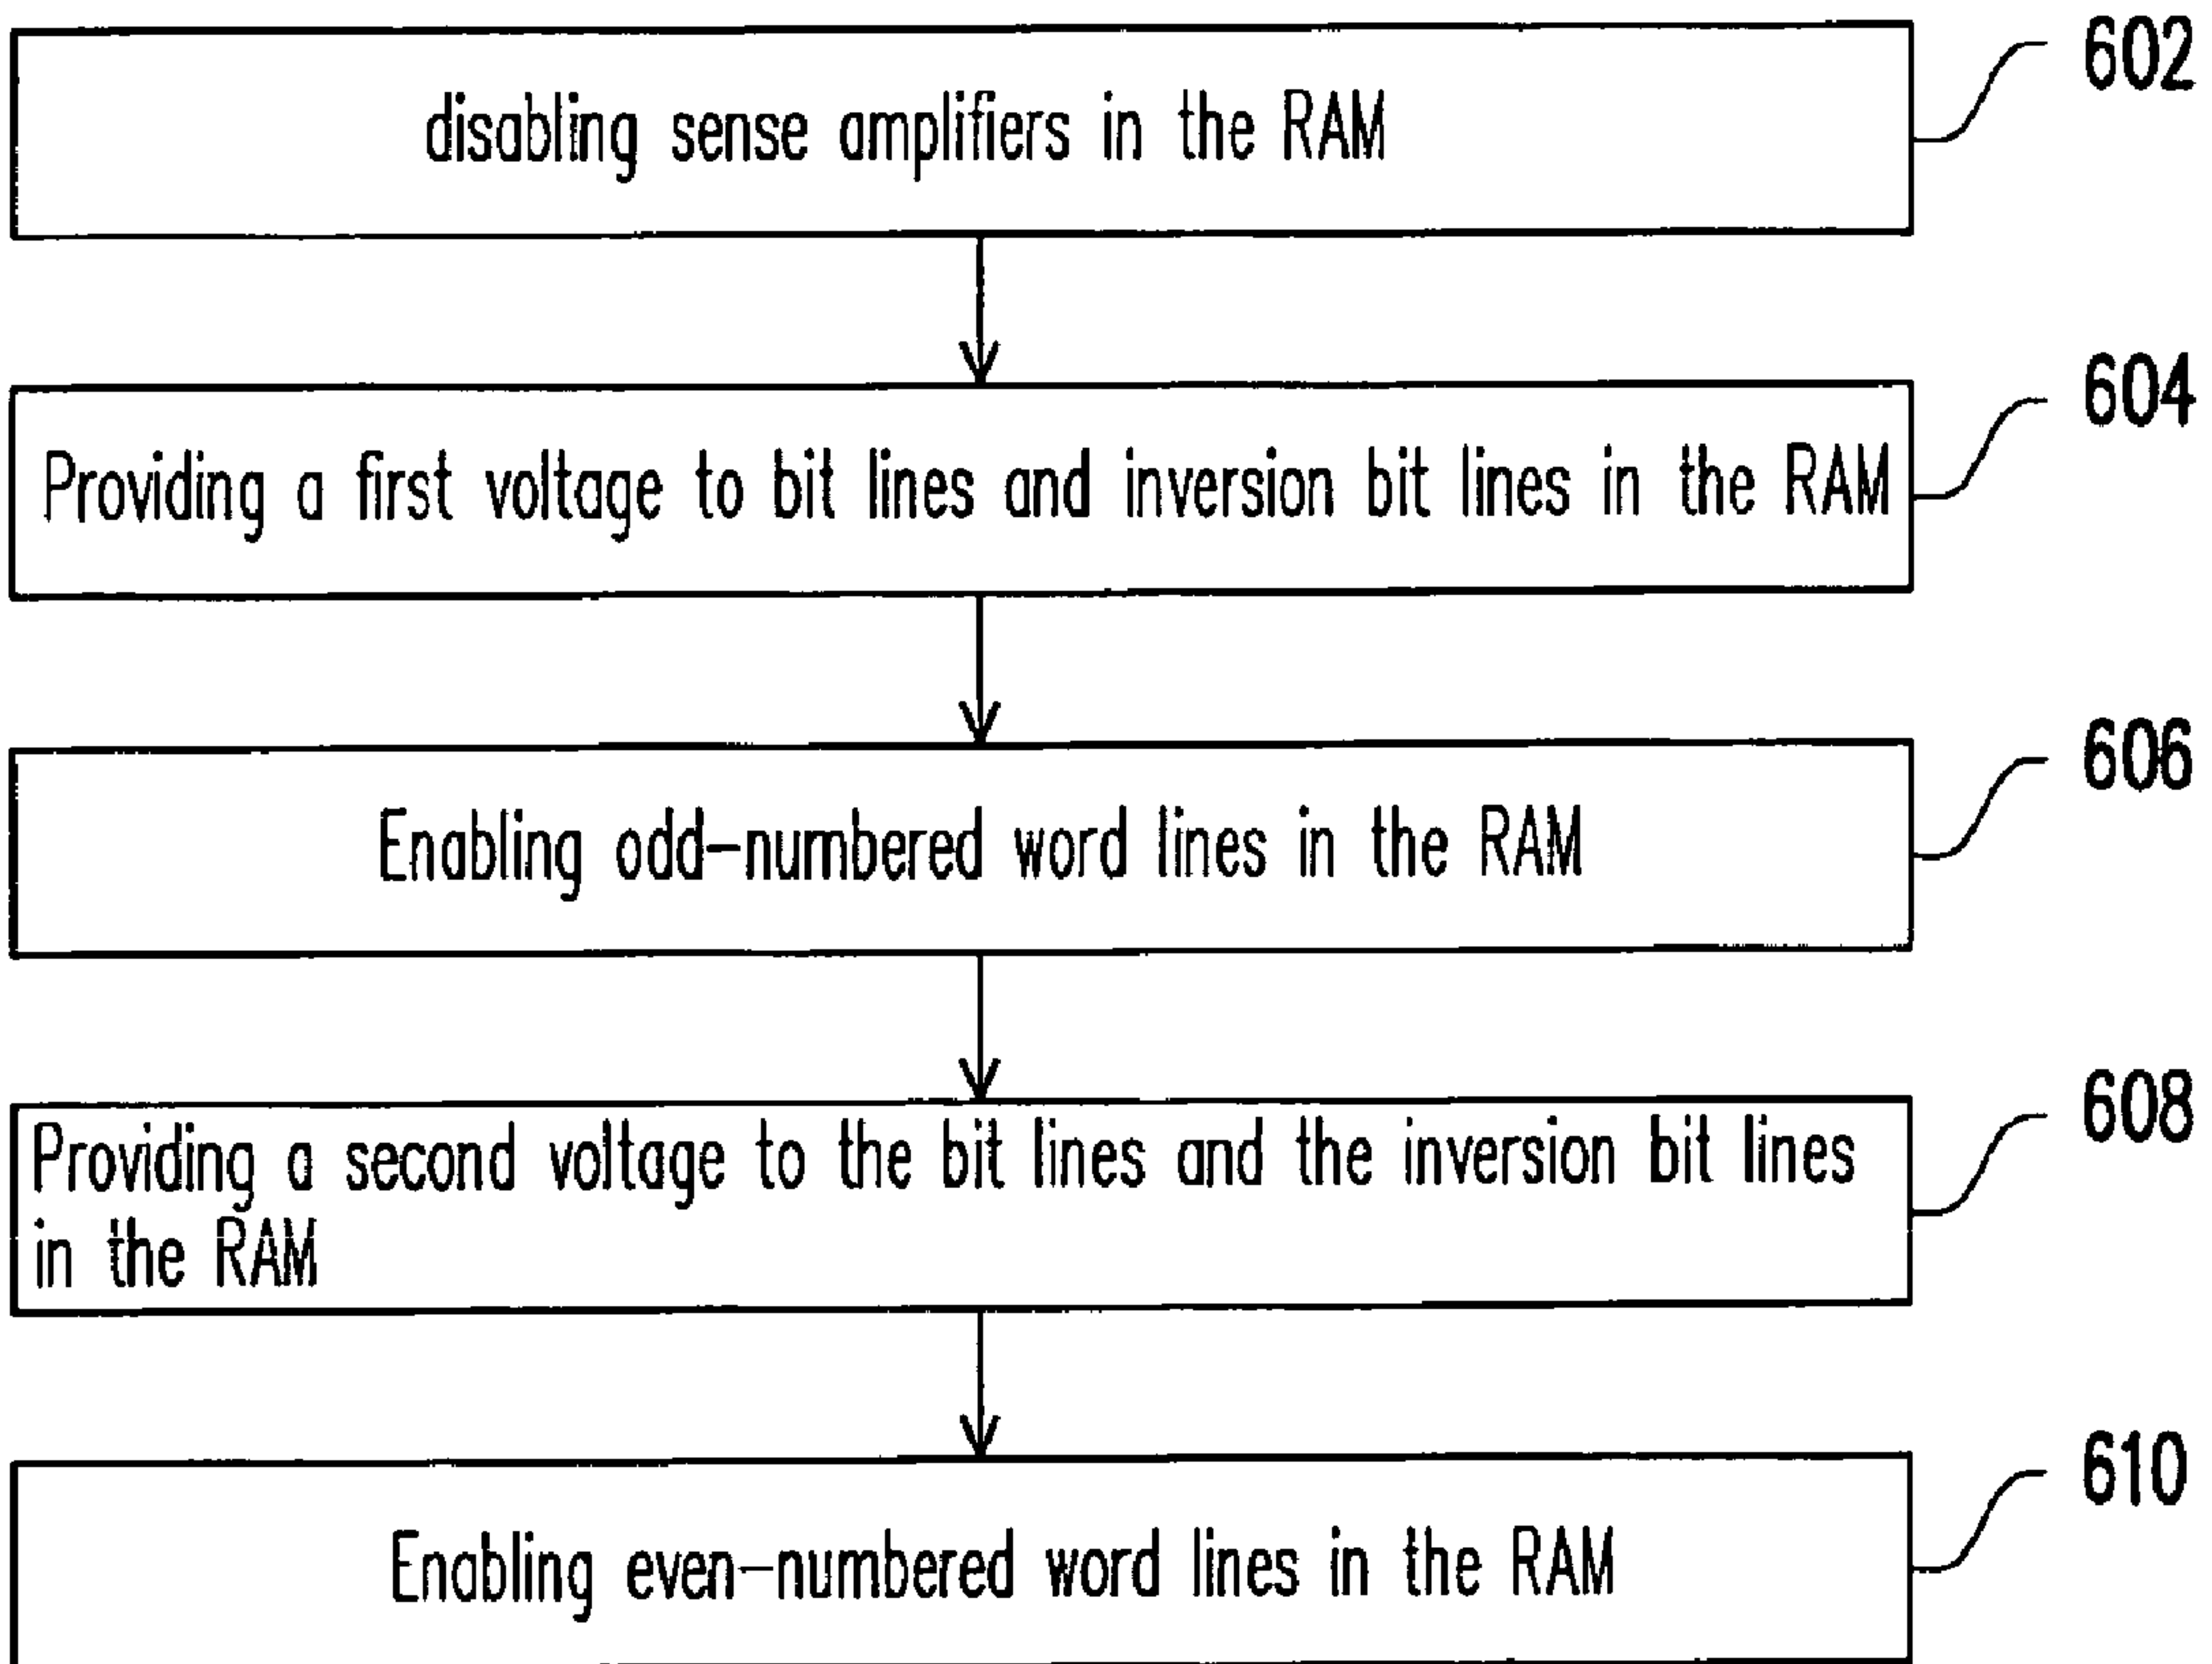 602
disabling sense amplifiers in the RAM
604
Providing a first voltage to bit lines and inversion bit lines in the RAM
606
Enabling odd-numbered word lines in the RAM
608
Providing a second voltage to the bit lines and the inversion bit lines
in the RAM
610
Enabling even-numbered word lines in the RAM